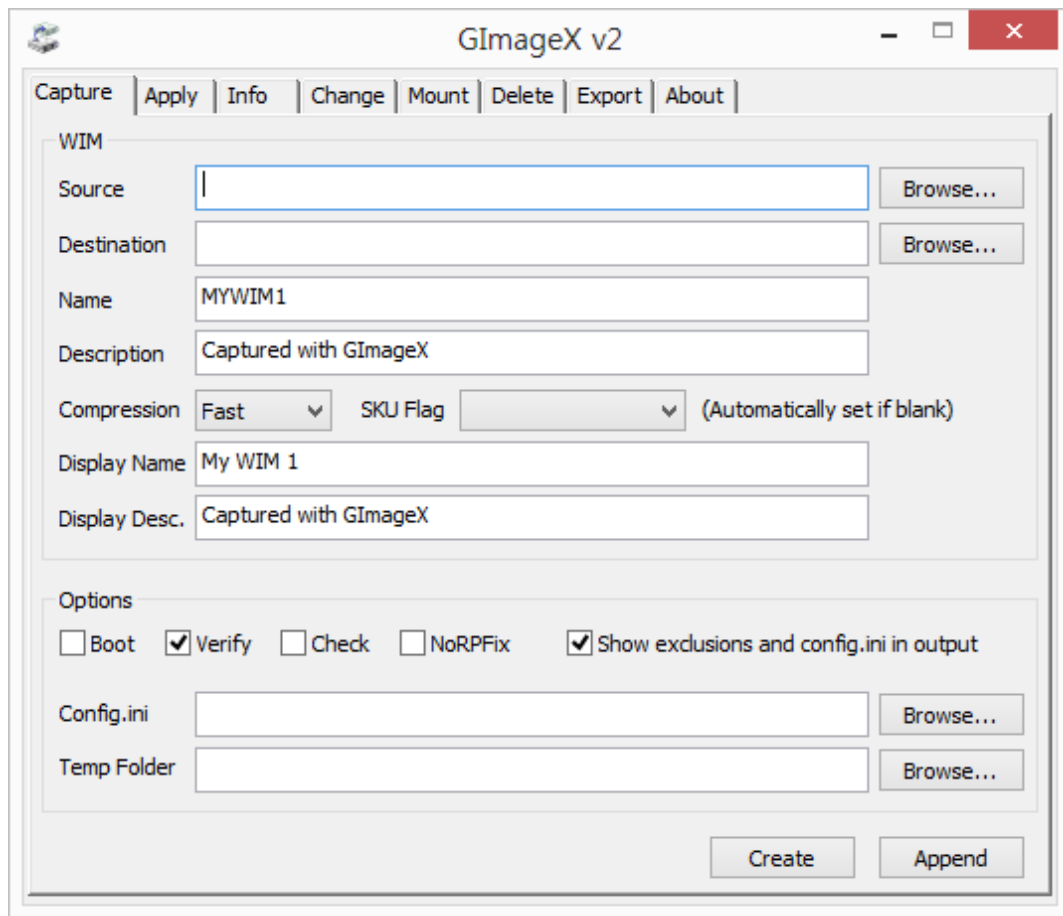 GImageX v2
Capture Apply Info Change Mount Delete Export About
WIM
Source Browse...
Destination Browse...
Name MYWIM1
Description Captured with GImageX
Compression Fast SKU Flag (Automatically set if blank)
Display Name My WIM 1
Display Desc. Captured with GImageX
Options
Boot Verify Check NoRPFix Show exclusions and config.ini in output
Config.ini Browse...
Temp Folder Browse...
Create Append